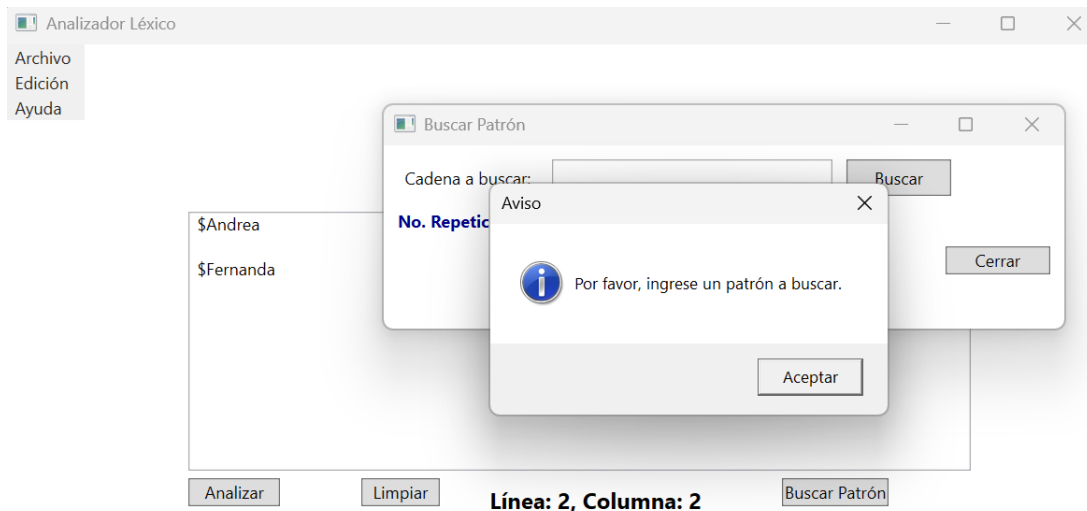 Analizador Léxico
Archivo
Edición
Ayuda
Buscar Patrón
Cadena a buscar:
Buscar
Aviso
$Andrea
No. Repetic
Cerrar
$Fernanda
Por favor, ingrese un patrón a buscar.
Aceptar
Analizar
Limpiar
Línea: 2, Columna: 2
Buscar Patrón